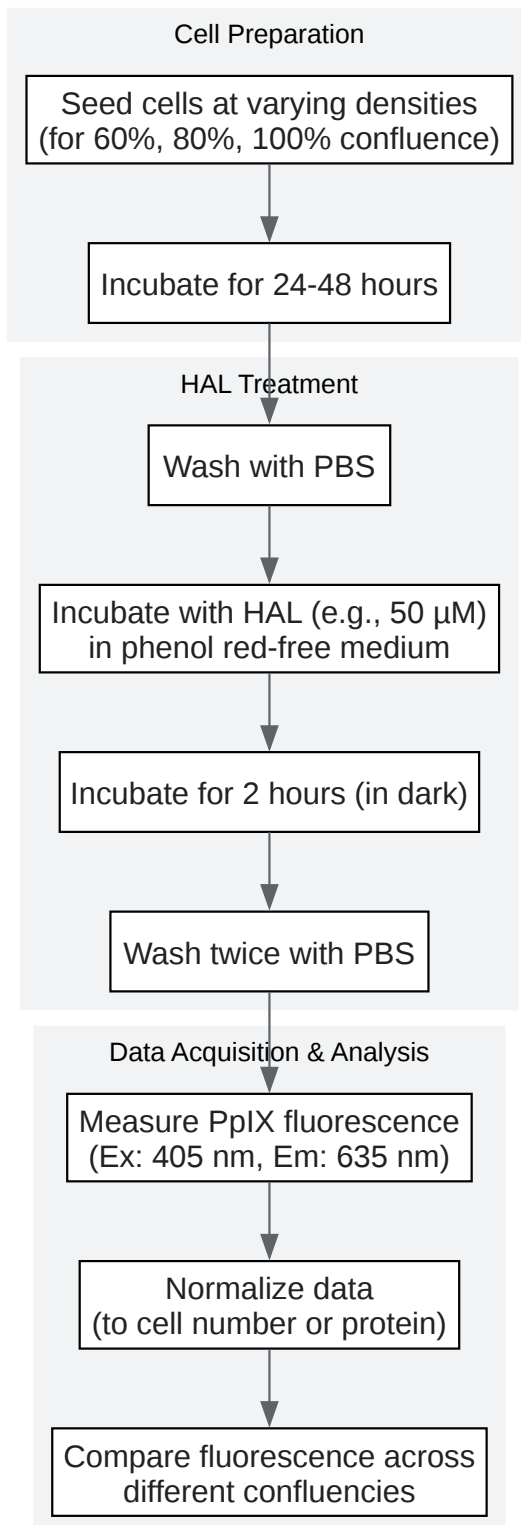 Cell Preparation
Seed cells at varying densities
(for 60%, 80%, 100% confluence)
Incubate for 24-48 hours
HAL Treatment
Wash with PBS
Incubate with HAL (e.g., 50 µM)
in phenol red-free medium
Incubate for 2 hours (in dark)
Wash twice with PBS
Data Acquisition & Analysis
Measure PpIX fluorescence
(Ex: 405 nm, Em: 635 nm)
Normalize data
(to cell number or protein)
Compare fluorescence across
different confluencies